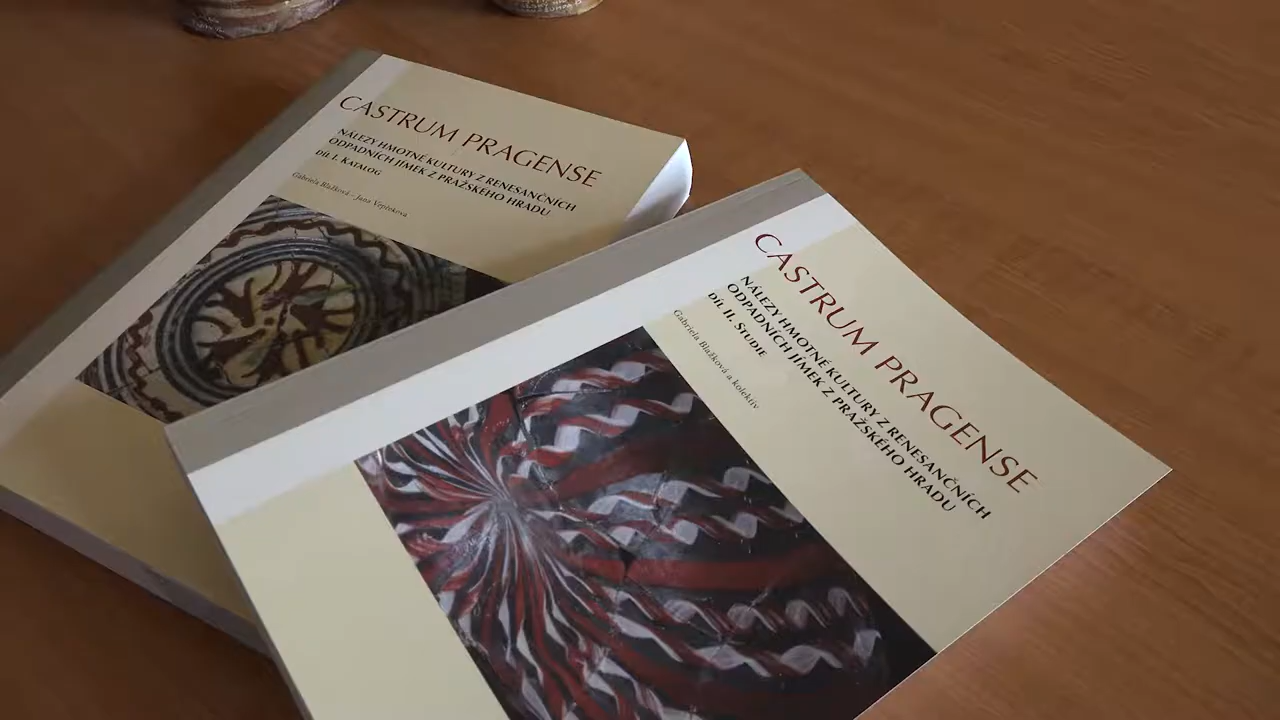 CASTRUM PRAGENSE
NÁLEZY HMOTNÉ KULTURY Z RENESANČNÍCH
ODPADNÍCH JÍMEK Z PRAŽSKÉHO HRADU
DÍL I. KATALOG
Gabriela Blažková – Jana Vepřeková
CASTRUM PRAGENSE
NÁLEZY HMOTNÉ KULTURY Z RENESANČNÍCH
ODPADNÍCH JÍMEK Z PRAŽSKÉHO HRADU
DÍL II. STUDIE
Gabriela Blažková a kolektiv